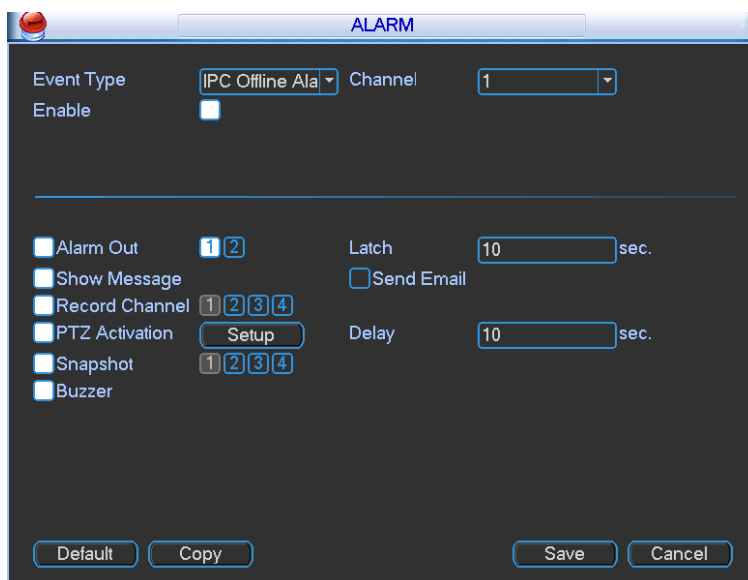 ALARM
Event Type IPC Offline Ala Channel 1
Enable
Alarm Out 1 2 Latch 10 sec.
Show Message Send Email
Record Channel 1 2 3 4
PTZ Activation Setup Delay 10 sec.
Snapshot 1 2 3 4
Buzzer
Default Copy Save Cancel